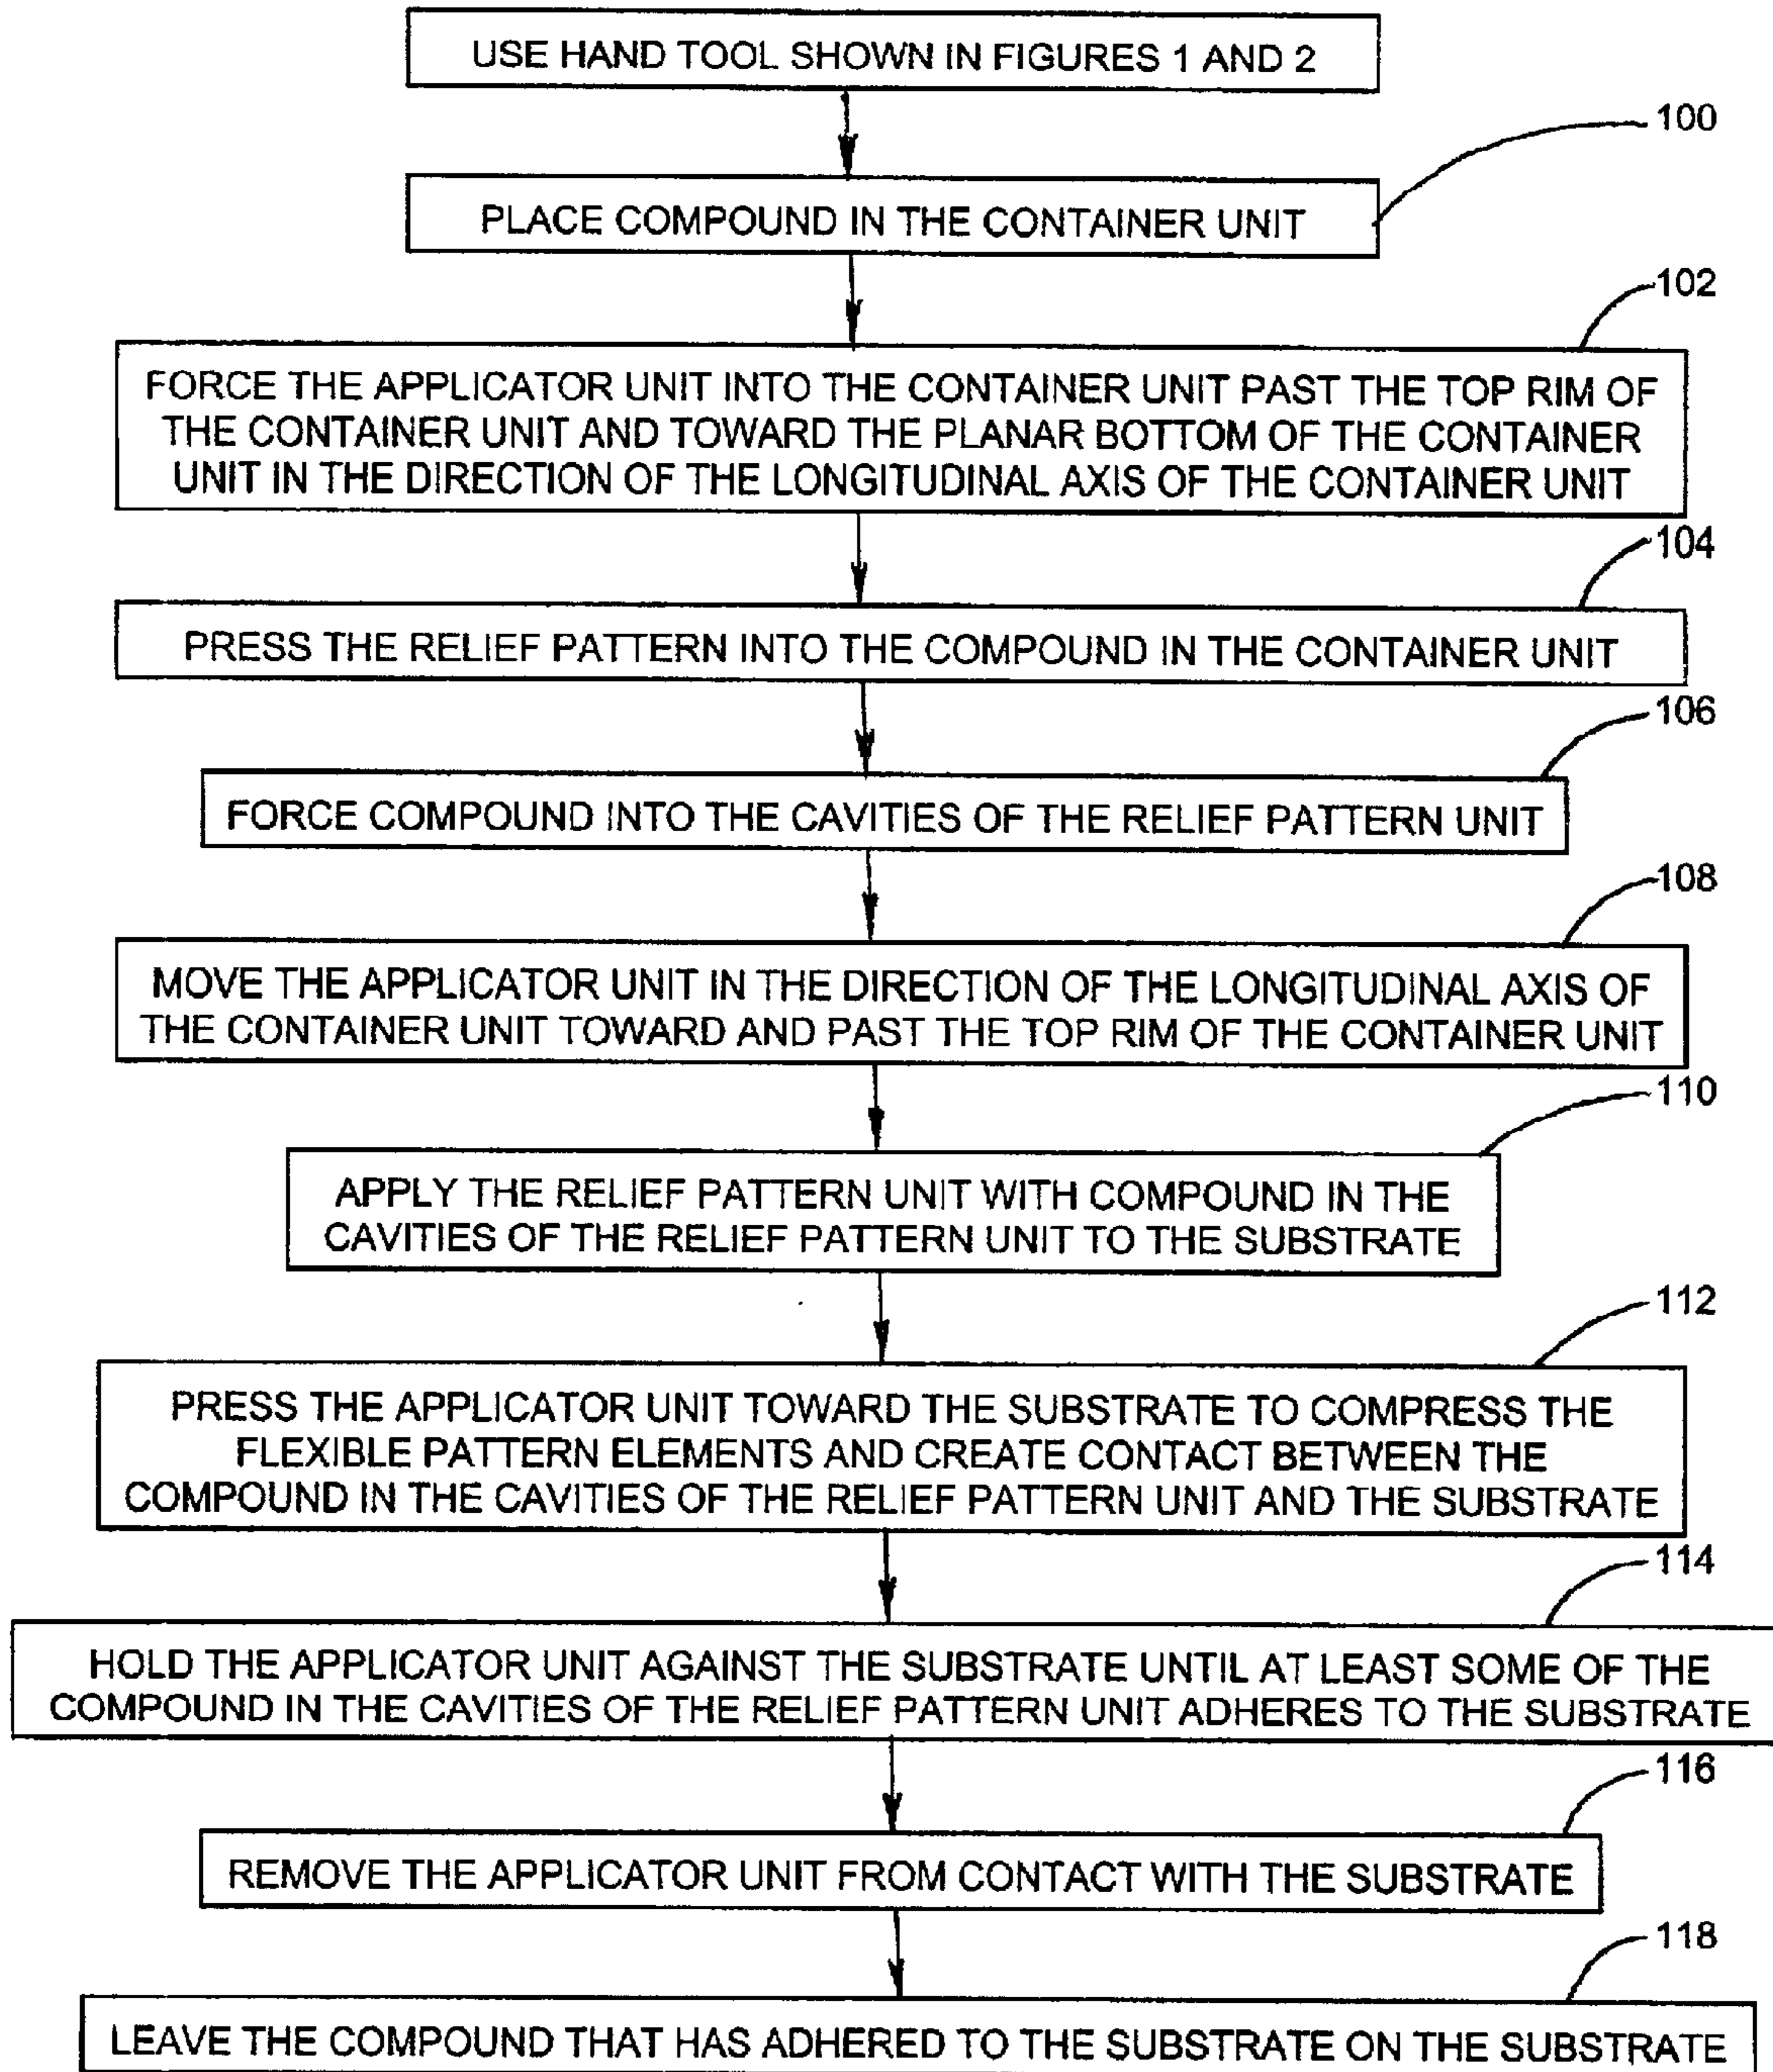 USE HAND TOOL SHOWN IN FIGURES 1 AND 2
100
PLACE COMPOUND IN THE CONTAINER UNIT
102
FORCE THE APPLICATOR UNIT INTO THE CONTAINER UNIT PAST THE TOP RIM OF
THE CONTAINER UNIT AND TOWARD THE PLANAR BOTTOM OF THE CONTAINER
UNIT IN THE DIRECTION OF THE LONGITUDINAL AXIS OF THE CONTAINER UNIT
104
PRESS THE RELIEF PATTERN INTO THE COMPOUND IN THE CONTAINER UNIT
106
FORCE COMPOUND INTO THE CAVITIES OF THE RELIEF PATTERN UNIT
108
MOVE THE APPLICATOR UNIT IN THE DIRECTION OF THE LONGITUDINAL AXIS OF
THE CONTAINER UNIT TOWARD AND PAST THE TOP RIM OF THE CONTAINER UNIT
110
APPLY THE RELIEF PATTERN UNIT WITH COMPOUND IN THE
CAVITIES OF THE RELIEF PATTERN UNIT TO THE SUBSTRATE
112
PRESS THE APPLICATOR UNIT TOWARD THE SUBSTRATE TO COMPRESS THE
FLEXIBLE PATTERN ELEMENTS AND CREATE CONTACT BETWEEN THE
COMPOUND IN THE CAVITIES OF THE RELIEF PATTERN UNIT AND THE SUBSTRATE
114
HOLD THE APPLICATOR UNIT AGAINST THE SUBSTRATE UNTIL AT LEAST SOME OF THE
COMPOUND IN THE CAVITIES OF THE RELIEF PATTERN UNIT ADHERES TO THE SUBSTRATE
116
REMOVE THE APPLICATOR UNIT FROM CONTACT WITH THE SUBSTRATE
118
LEAVE THE COMPOUND THAT HAS ADHERED TO THE SUBSTRATE ON THE SUBSTRATE